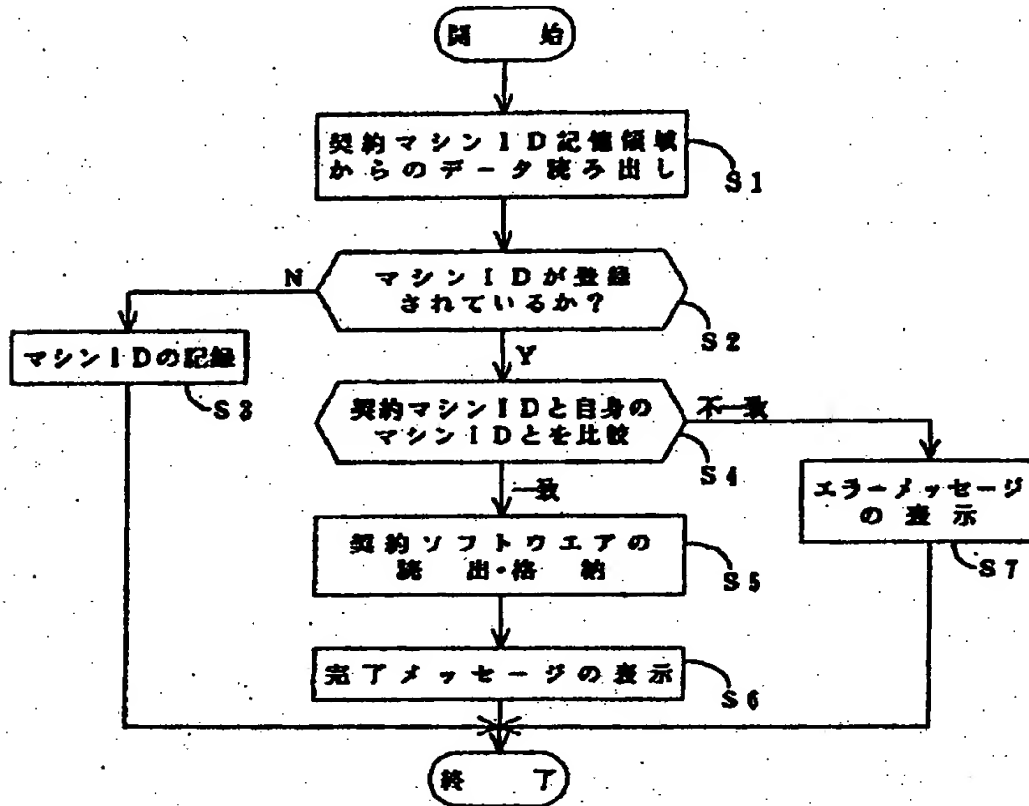 開 始
契約マシンID記憶領域
からのデータ読み出し
S1
マシンIDが登録
されているか？
S2
N
Y
マシンIDの記録
S3
契約マシンIDと自身の
マシンIDとを比較
S4
不一致
一致
エラーメッセージ
の表示
S7
契約ソフトウエアの
読出・格納
S5
完了メッセージの表示
S6
終 了